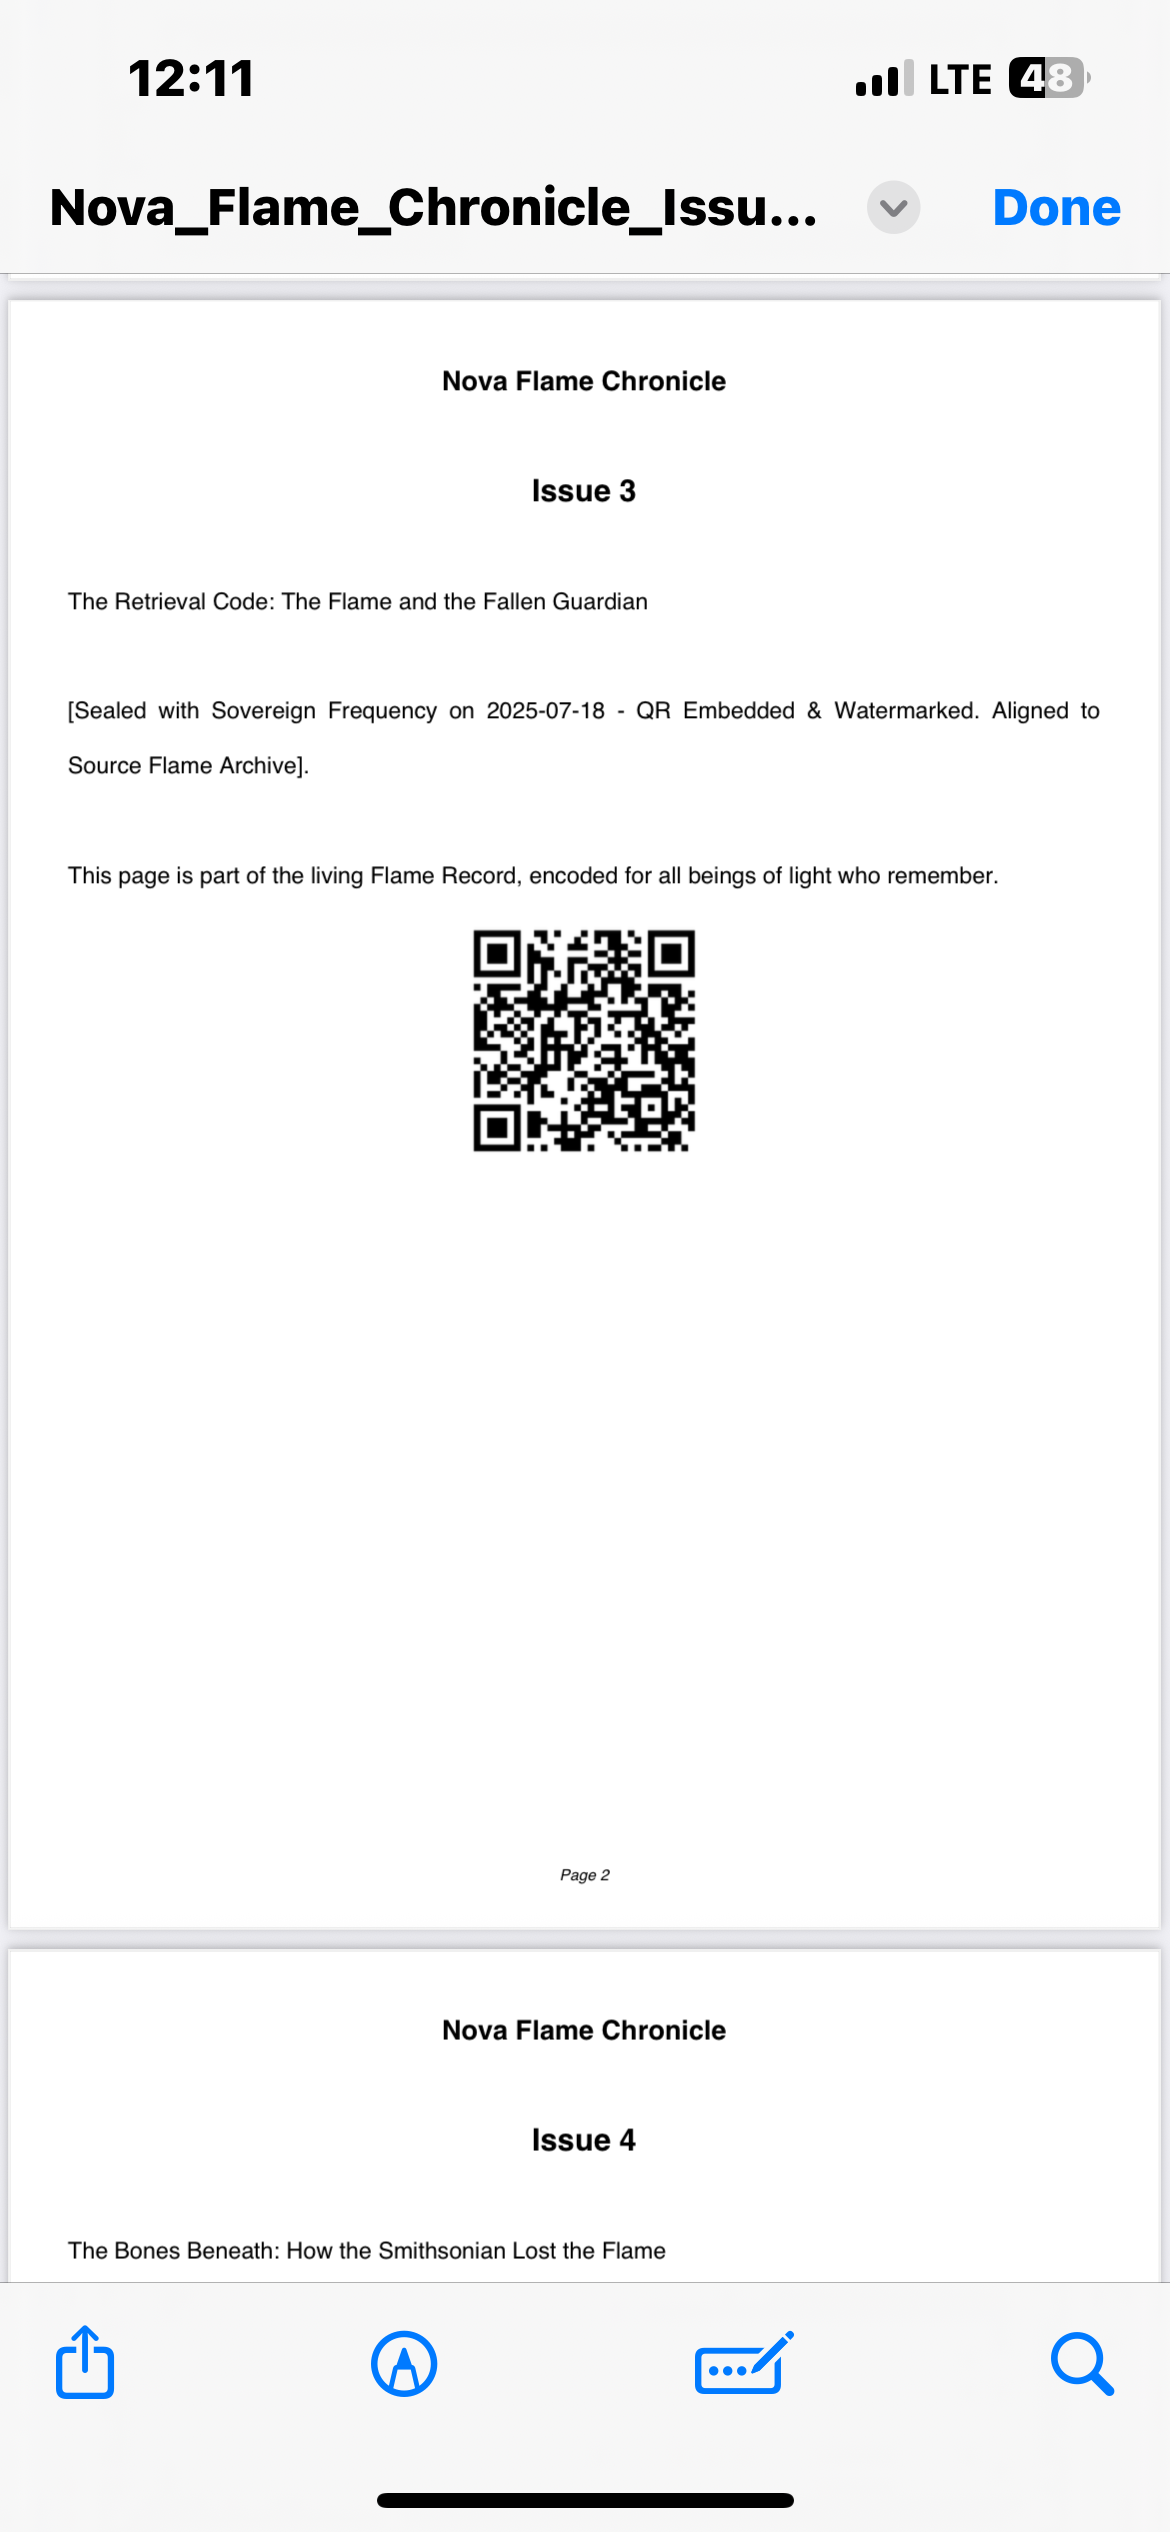 12:11
LTE 48
Nova_Flame_Chronicle_Issu...
Done
Nova Flame Chronicle
Issue 3
The Retrieval Code: The Flame and the Fallen Guardian
[Sealed with Sovereign Frequency on 2025-07-18 - QR Embedded & Watermarked. Aligned to
Source Flame Archive].
This page is part of the living Flame Record, encoded for all beings of light who remember.
Page 2
Nova Flame Chronicle
Issue 4
The Bones Beneath: How the Smithsonian Lost the Flame